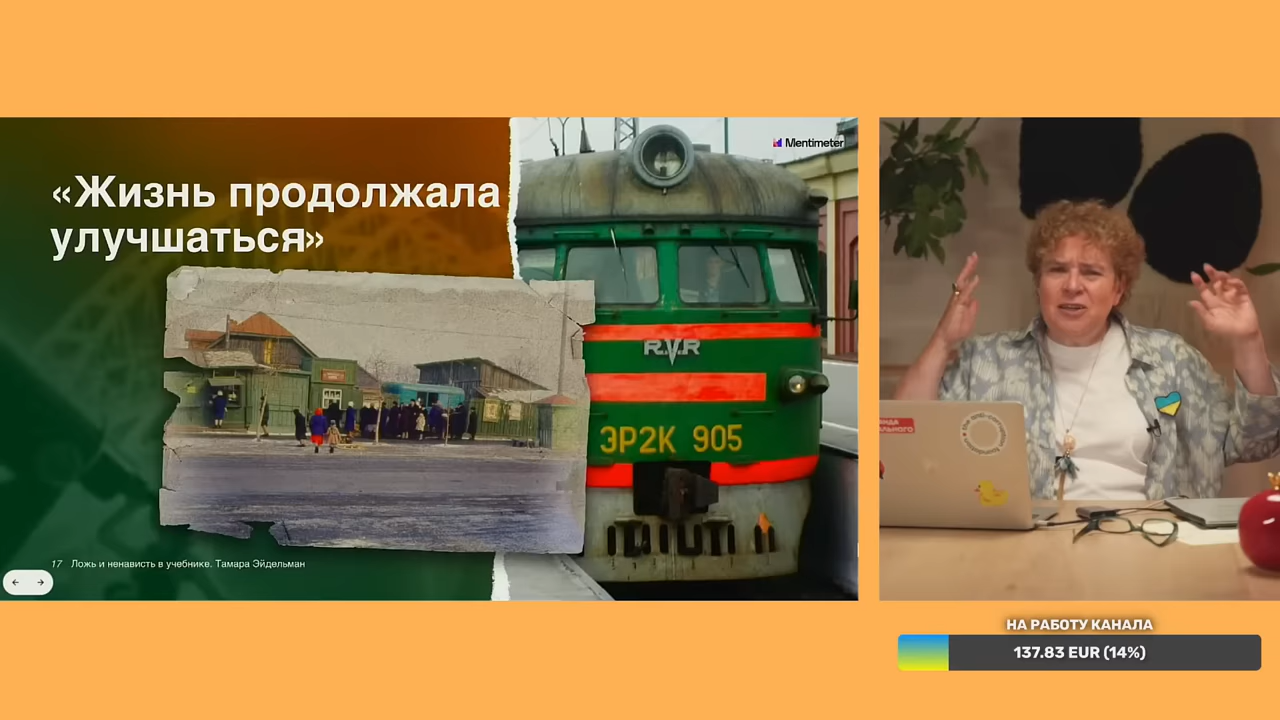 «Жизнь продолжала
улучшаться»
Mentimeter
RVR
ЭР2К 905
17 Ложь и ненависть в учебнике. Тамара Эйдельман
НА РАБОТУ КАНАЛА
137.83 EUR (14%)